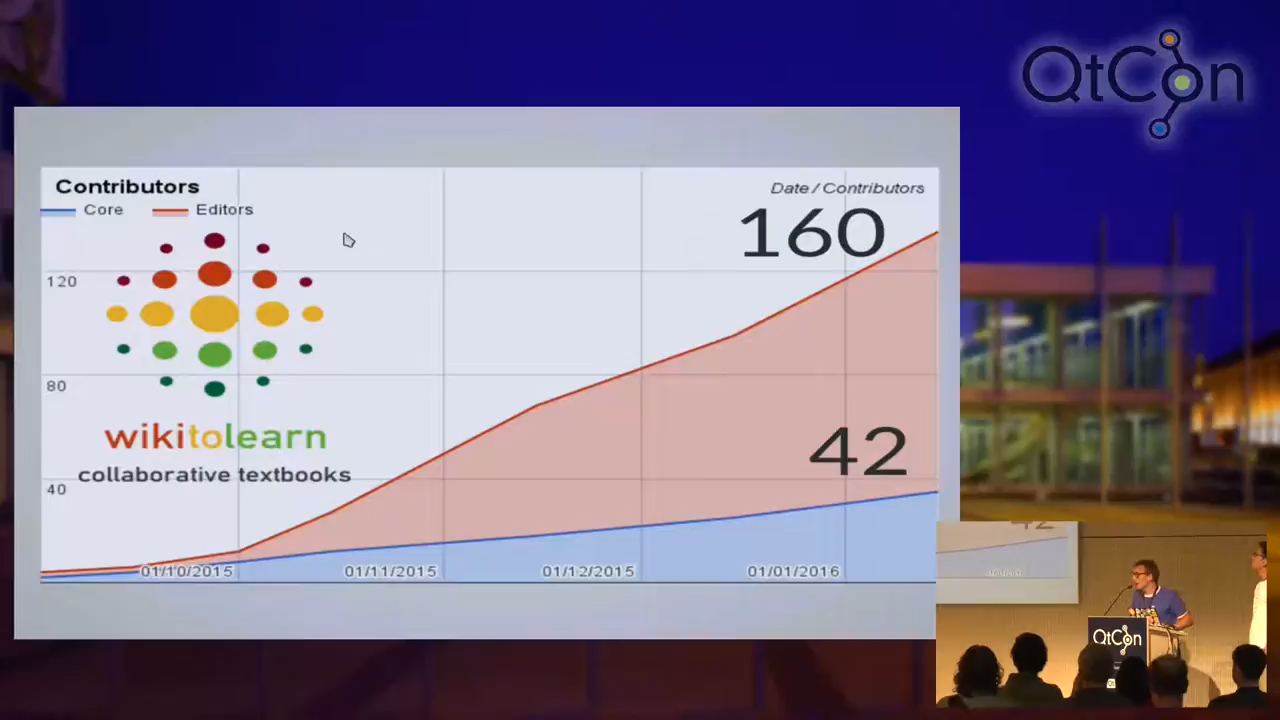 QtCon
Contributors
Date / Contributors
Core
Editors
160
120
80
wikitolearn
42
collaborative textbooks
40
01/10/2015
01/11/2015
01/12/2015
01/01/2016
42
QtCon